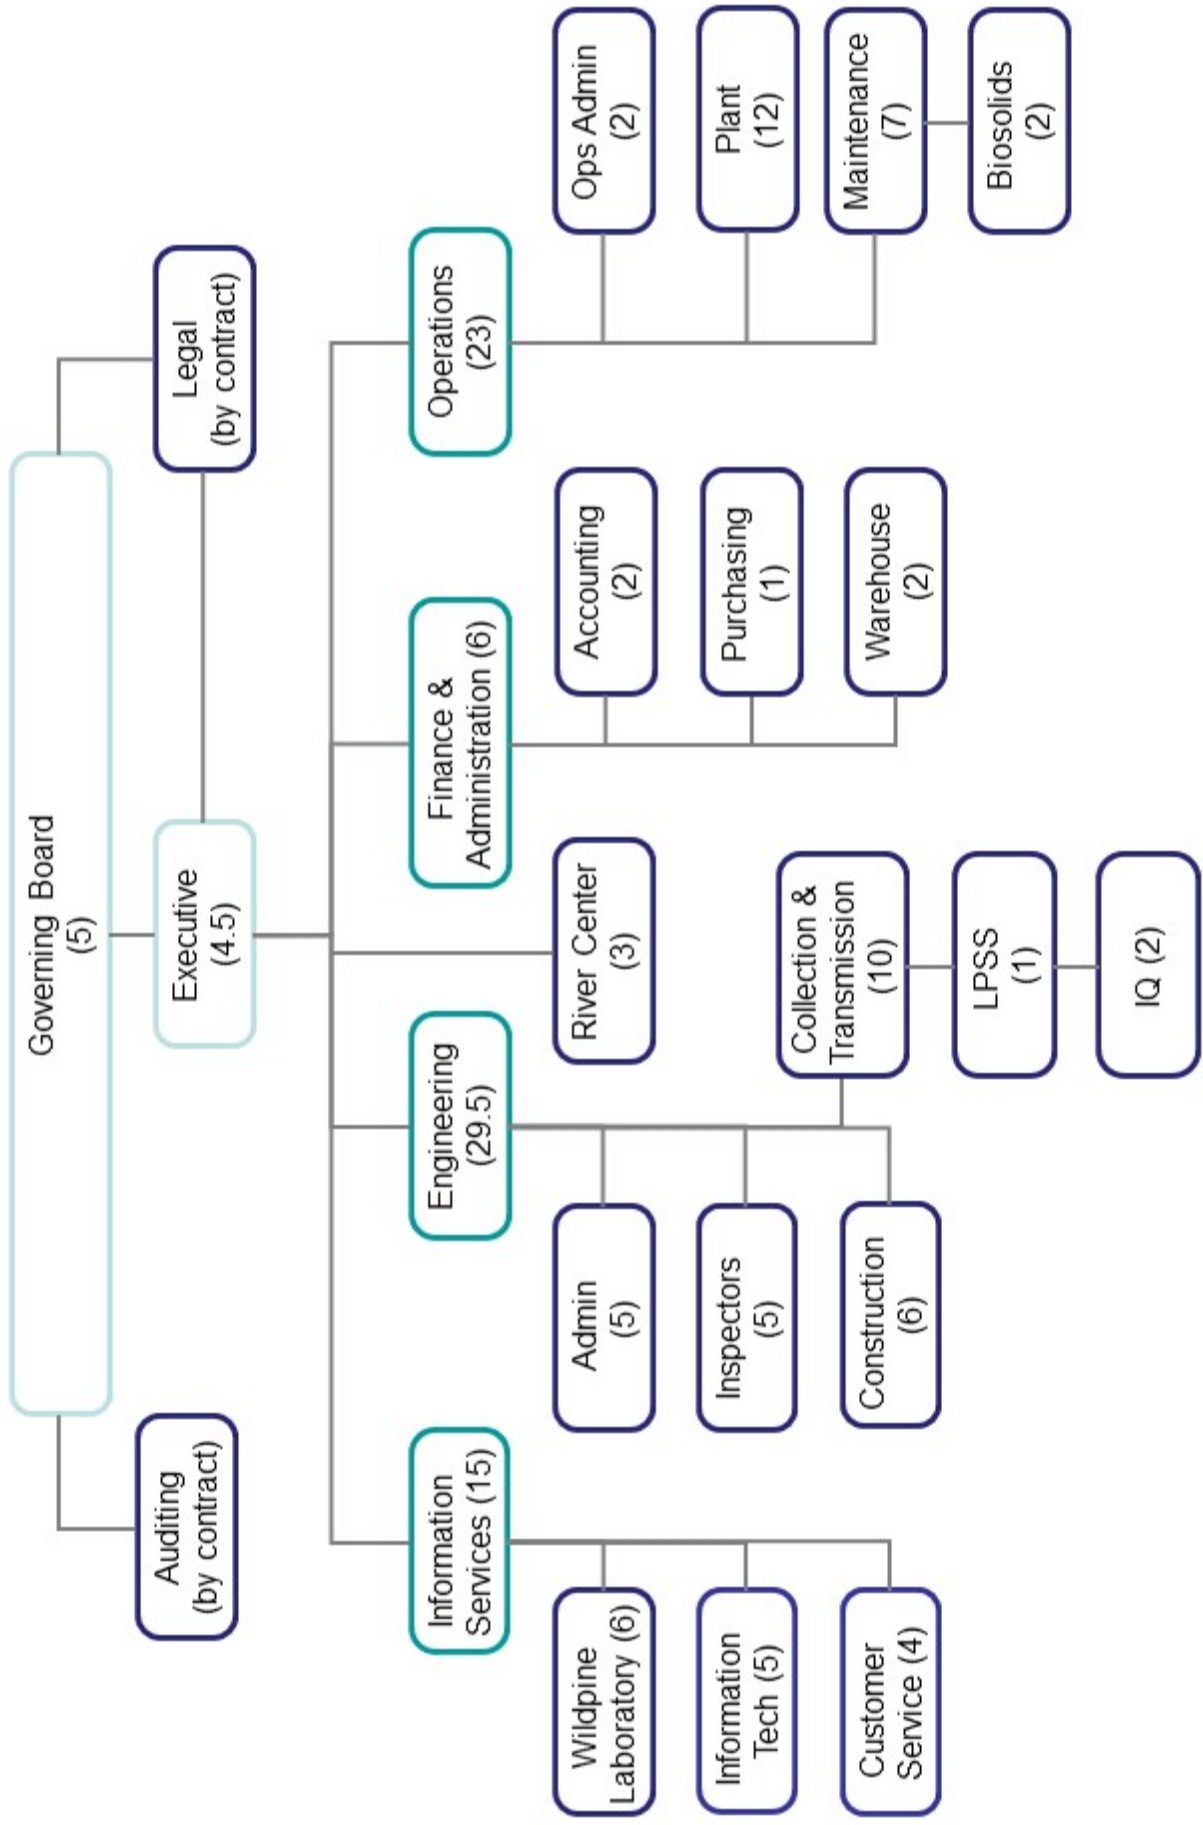 Governing Board
(5)
Auditing
(by contract)
Executive
(4.5)
Legal
(by contract)
Information
Services (15)
Engineering
(29.5)
Finance &
Administration (6)
Operations
(23)
Wildpine
Laboratory (6)
Information
Tech (5)
Customer
Service (4)
Admin
(5)
Inspectors
(5)
Construction
(6)
Collection &
Transmission
(10)
LPSS
(1)
IQ (2)
River Center
(3)
Accounting
(2)
Purchasing
(1)
Warehouse
(2)
Ops Admin
(2)
Plant
(12)
Maintenance
(7)
Biosolids
(2)